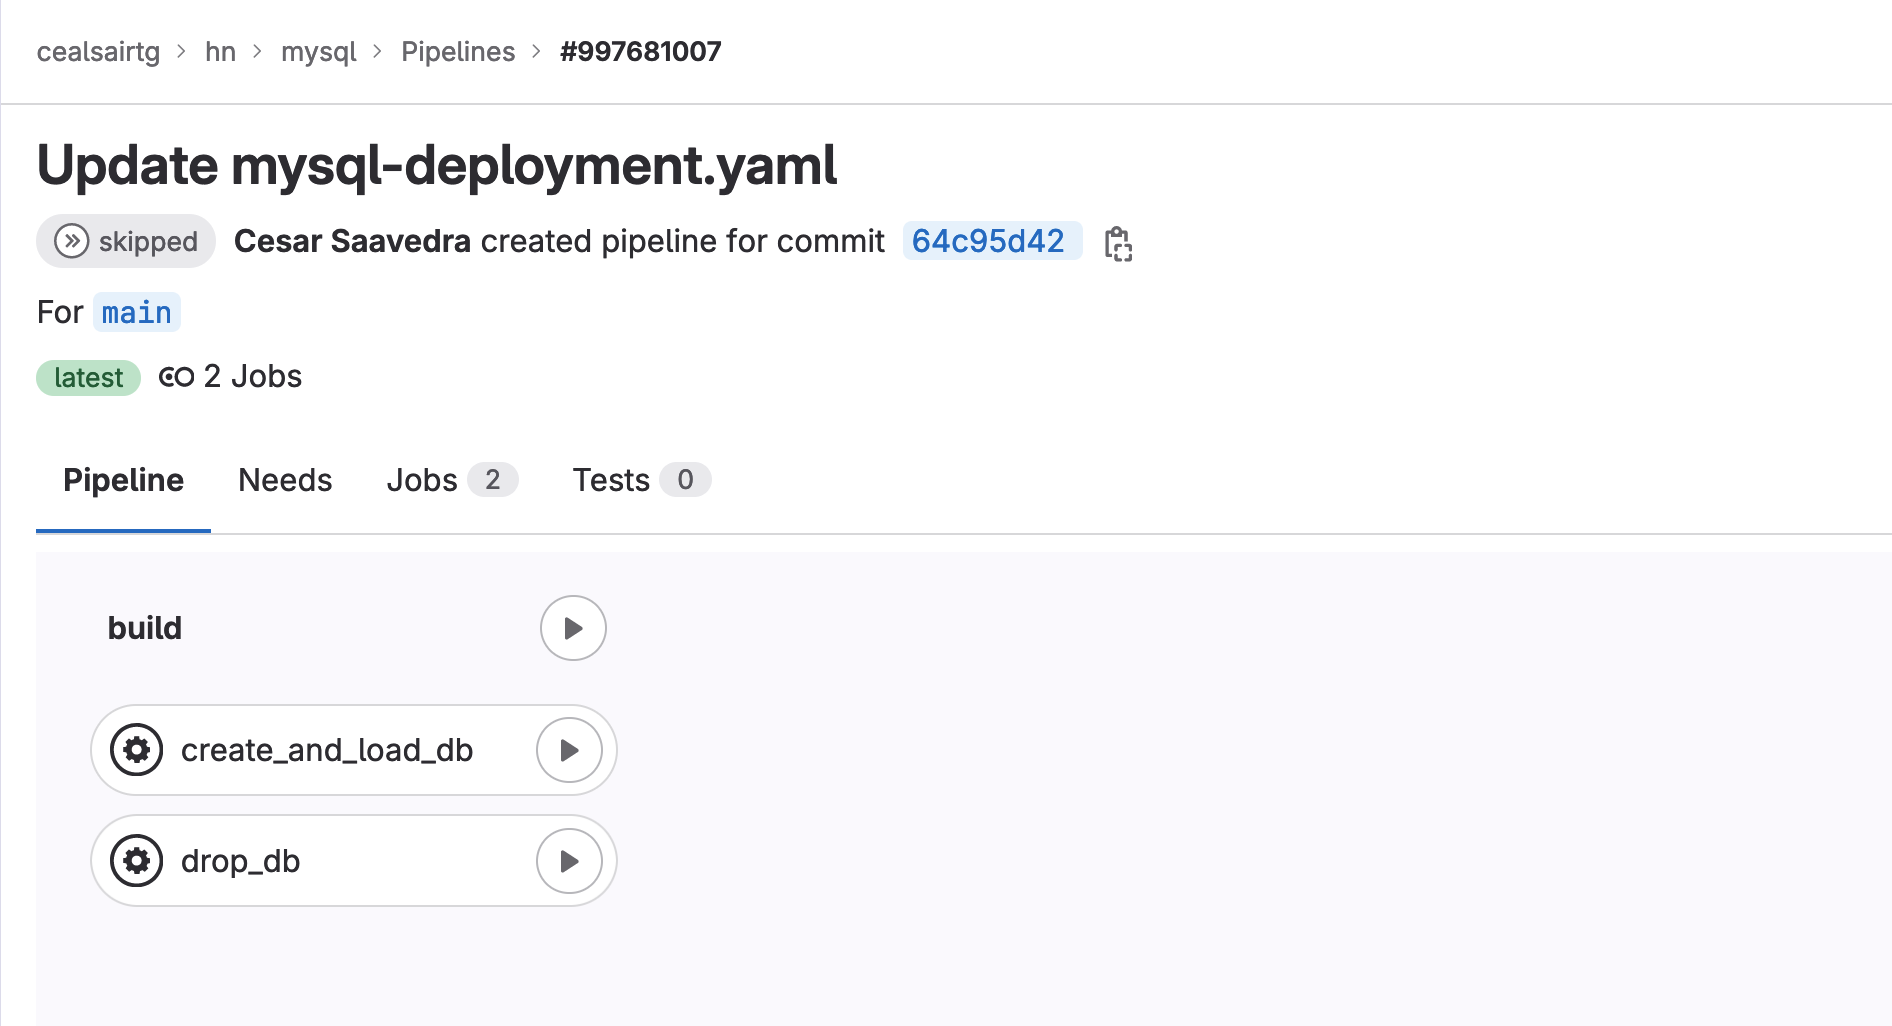 cealsairtg > hn > mysql > Pipelines > #997681007
Update mysql-deployment.yaml
skipped Cesar Saavedra created pipeline for commit 64c95d42
For main
latest 2 Jobs
Pipeline Needs Jobs 2 Tests 0
build
create_and_load_db
drop_db